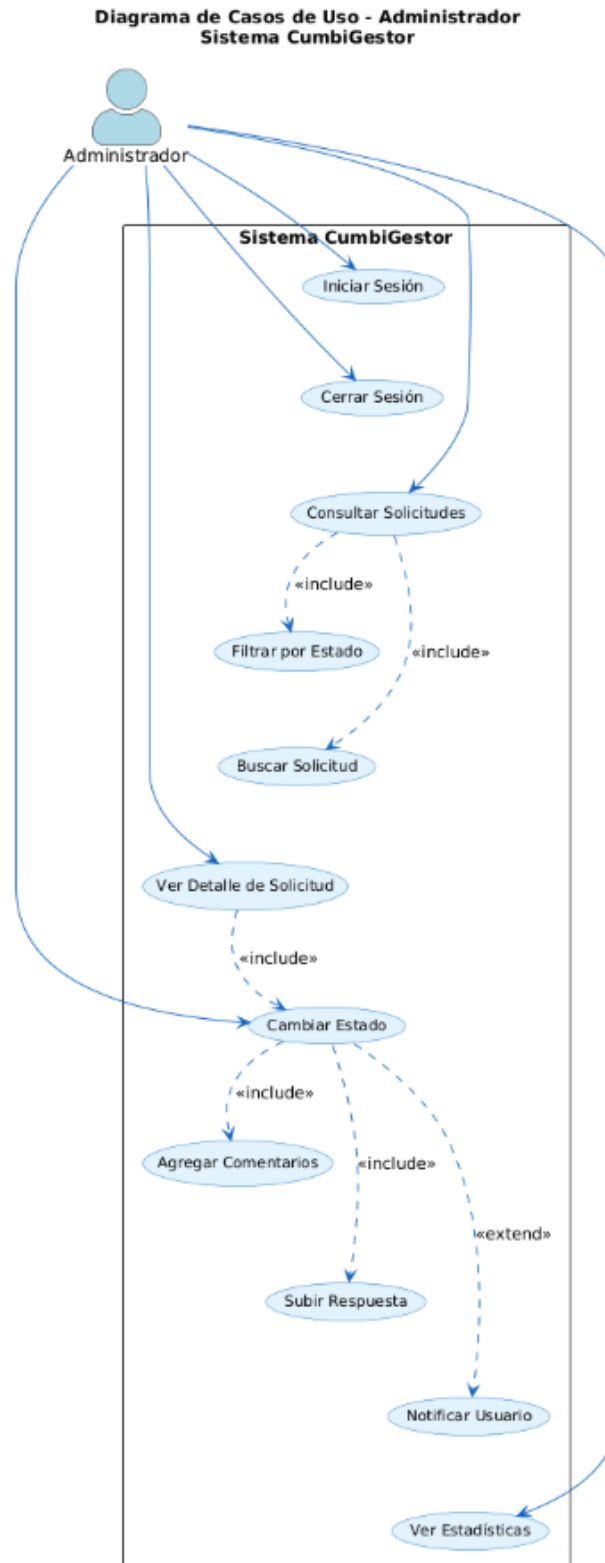 Diagrama de Casos de Uso - Administrador
Sistema CumbiGestor
Administrador
Sistema CumbiGestor
Iniciar Sesión
Cerrar Sesión
Consultar Solicitudes
«include»
Filtrar por Estado
«include»
Buscar Solicitud
Ver Detalle de Solicitud
«include»
Cambiar Estado
«include»
Agregar Comentarios
«include»
«extend»
Subir Respuesta
Notificar Usuario
Ver Estadísticas